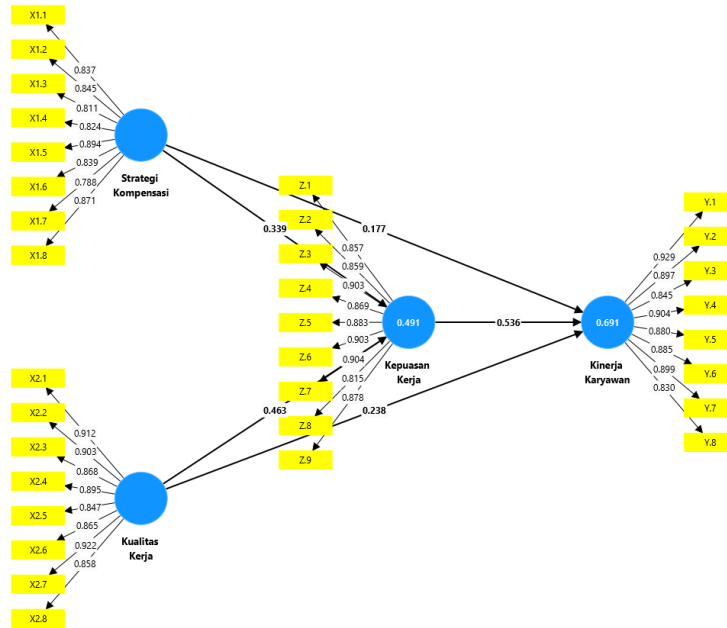 X1.1
X1.2
X1.3
X1.4
X1.5
X1.6
X1.7
X1.8
0.837
0.845
0.811
0.824
0.894
0.839
0.788
0.871
Strategi
Kompensasi
X2.1
X2.2
X2.3
X2.4
X2.5
X2.6
X2.7
X2.8
0.912
0.903
0.868
0.895
0.847
0.865
0.922
0.858
Kualitas
Kerja
0.339
0.177
0.463
0.238
0.536
Z.1
Z.2
Z.3
Z.4
Z.5
Z.6
Z.7
Z.8
Z.9
0.857
0.859
0.903
0.869
0.883
0.903
0.904
0.815
0.878
0.491
Kepuasan
Kerja
0.691
Kinerja
Karyawan
0.929
0.897
0.845
0.904
0.880
0.885
0.899
0.830
Y.1
Y.2
Y.3
Y.4
Y.5
Y.6
Y.7
Y.8